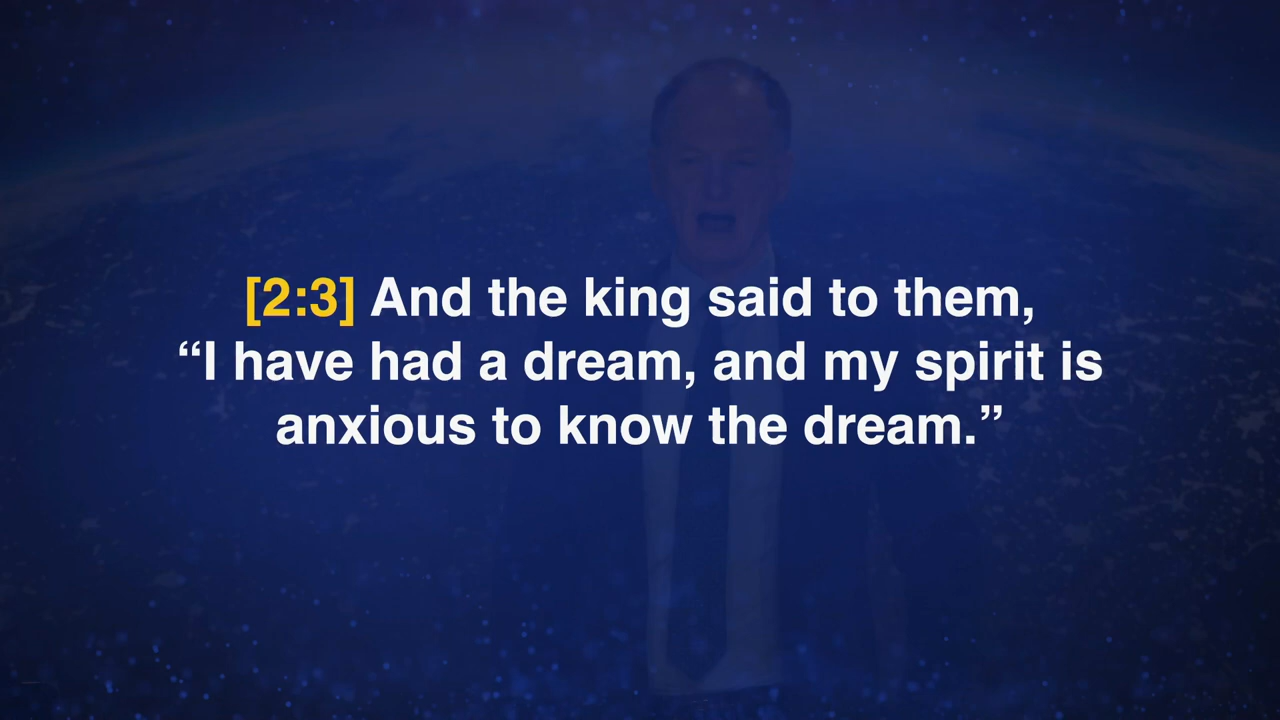 [2:3] And the king said to them,
“I have had a dream, and my spirit is
anxious to know the dream.”